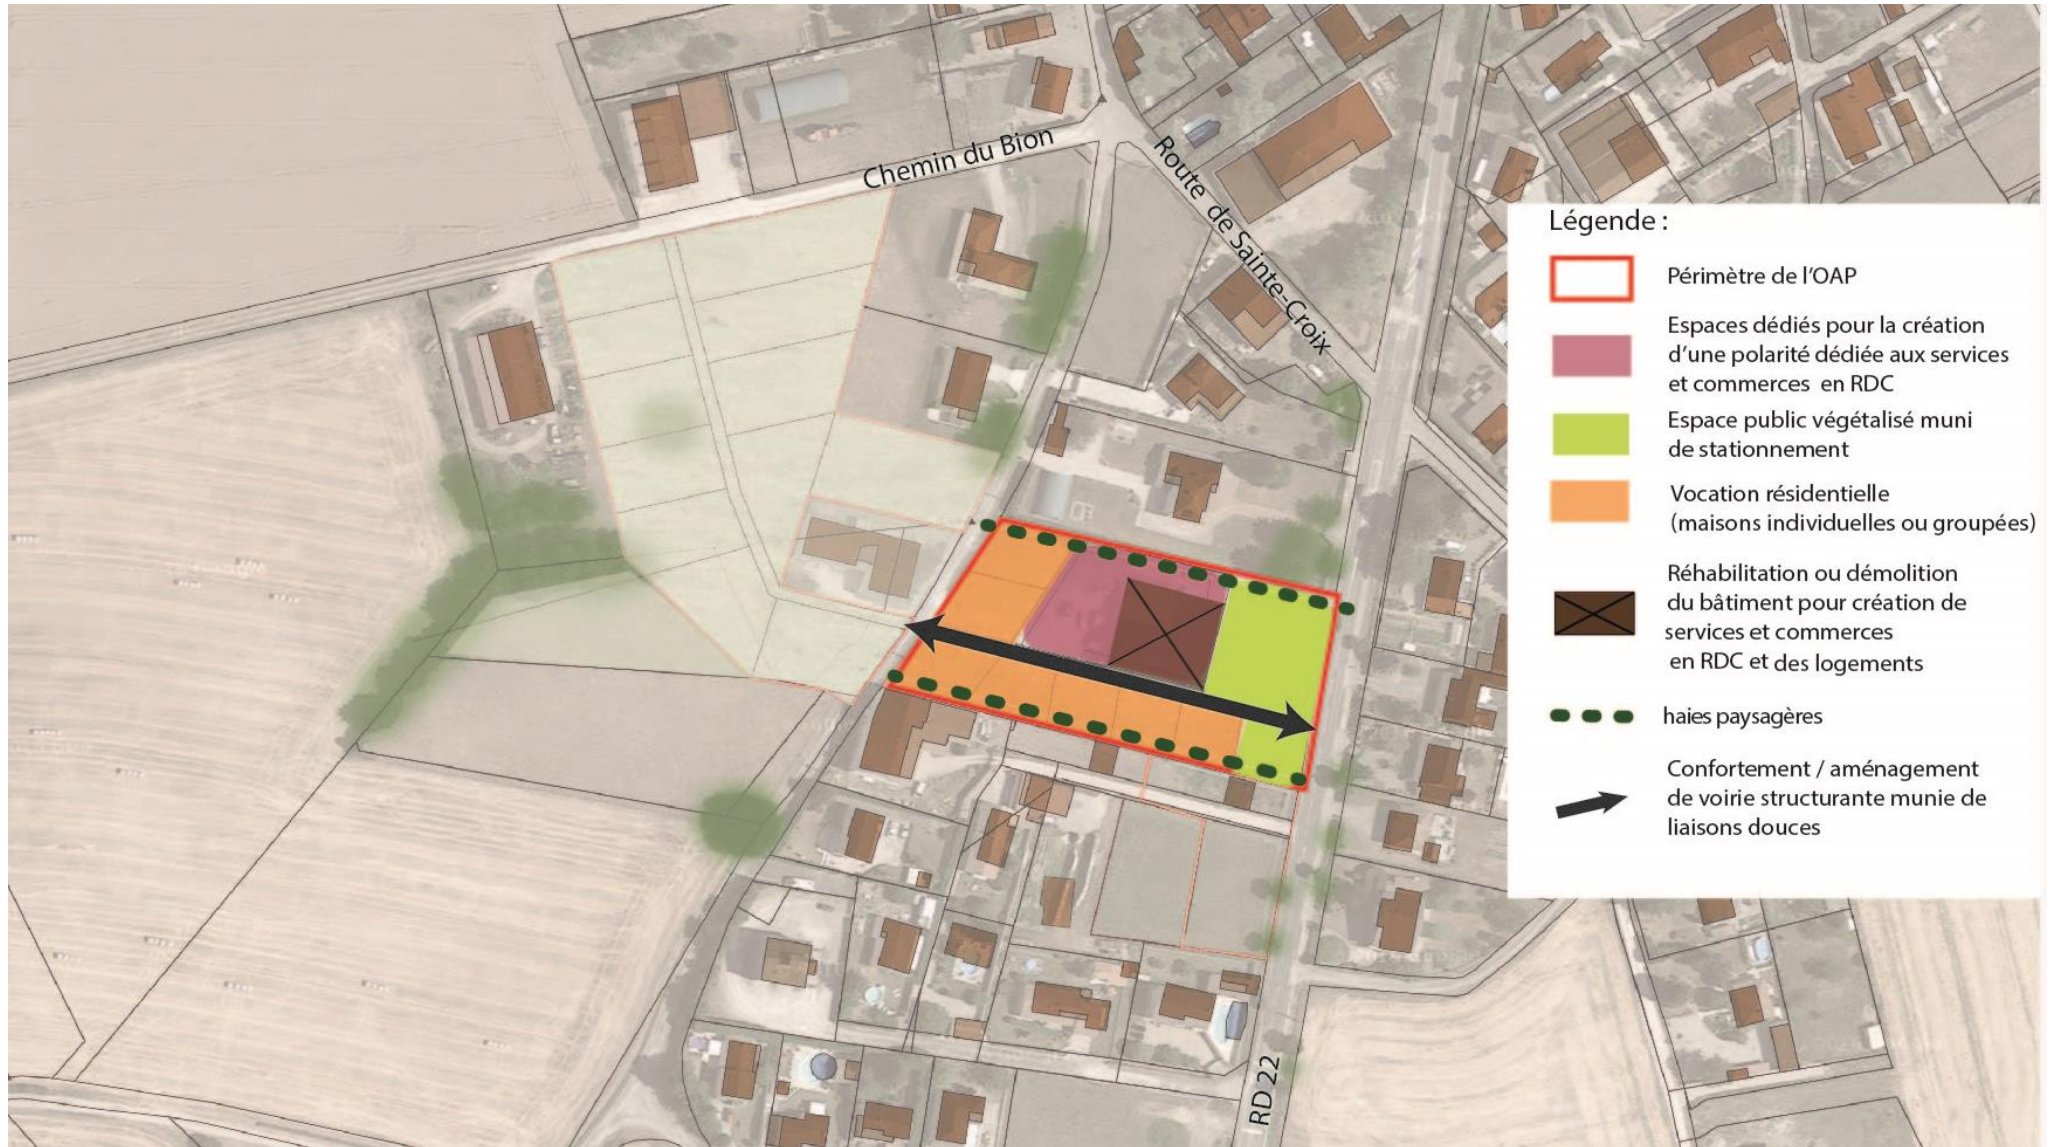 Chemin du Bion
Route de Sainte-Croix
RD 22
Légende :
Périmètre de l'OAP
Espaces dédiés pour la création
d'une polarité dédiée aux services
et commerces en RDC
Espace public végétalisé muni
de stationnement
Vocation résidentielle
(maisons individuelles ou groupées)
Réhabilitation ou démolition
du bâtiment pour création de
services et commerces
en RDC et des logements
haies paysagères
Confortement / aménagement
de voirie structurante munie de
liaisons douces